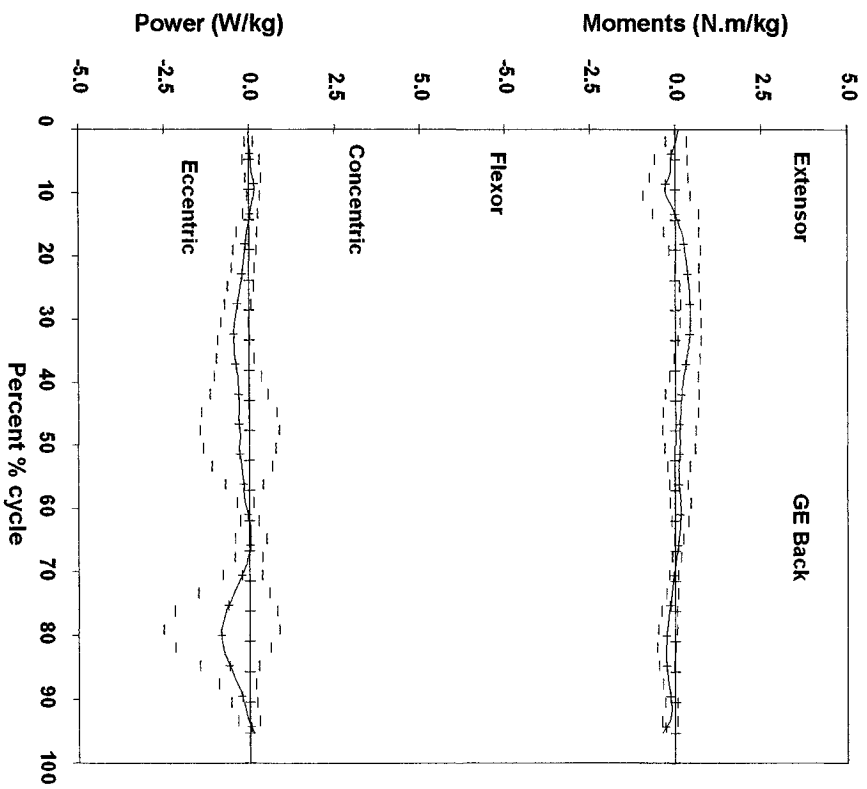 Moments (N.m/kg)
5.0
2.5
0.0
-2.5
-5.0
Extensor
GE Back
Flexor
Power (W/kg)
2.5
0.0
-2.5
-5.0
Concentric
Eccentric
0 10 20 30 40 50 60 70 80 90 100
Percent % cycle